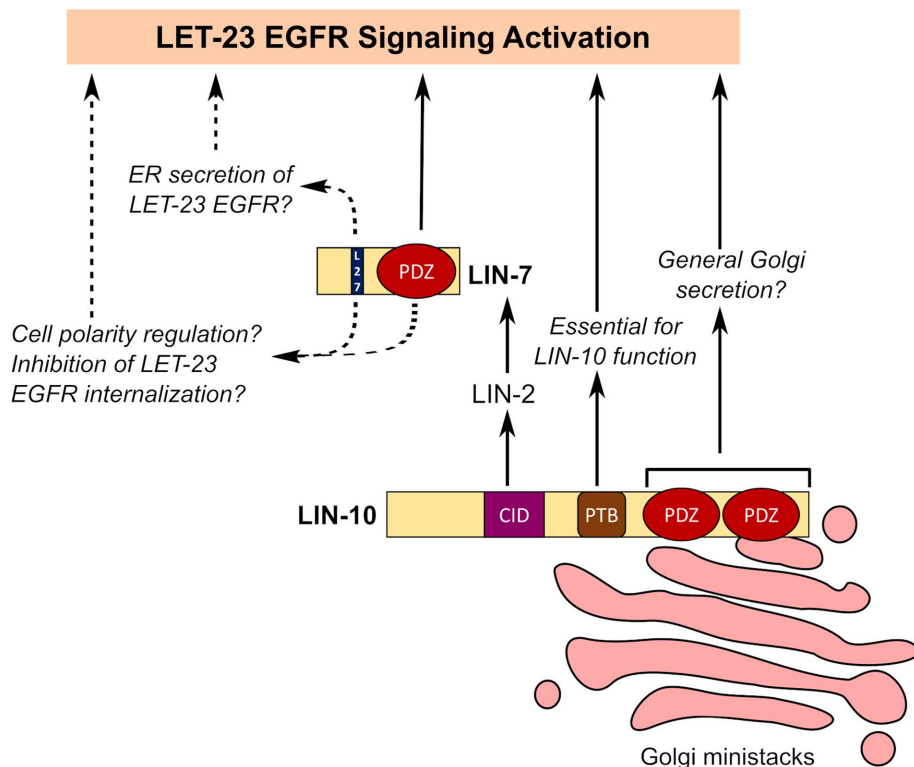 LET-23 EGFR Signaling Activation
ER secretion of
LET-23 EGFR?
L27
PDZ
LIN-7
General Golgi
secretion?
Cell polarity regulation?
Inhibition of LET-23
EGFR internalization?
Essential for
LIN-10 function
LIN-2
LIN-10
CID
PTB
PDZ
PDZ
Golgi ministacks